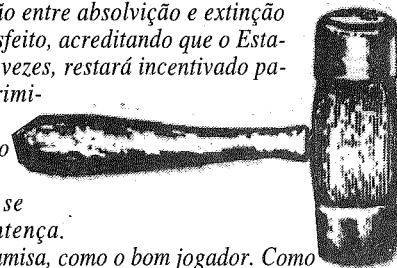 ão entre absolvição e extinção
sfeito, acreditando que o Esta-
vezes, restará incentivado pa-
rimi-
o
se
ntença.
amisa, como o bom jogador. Como